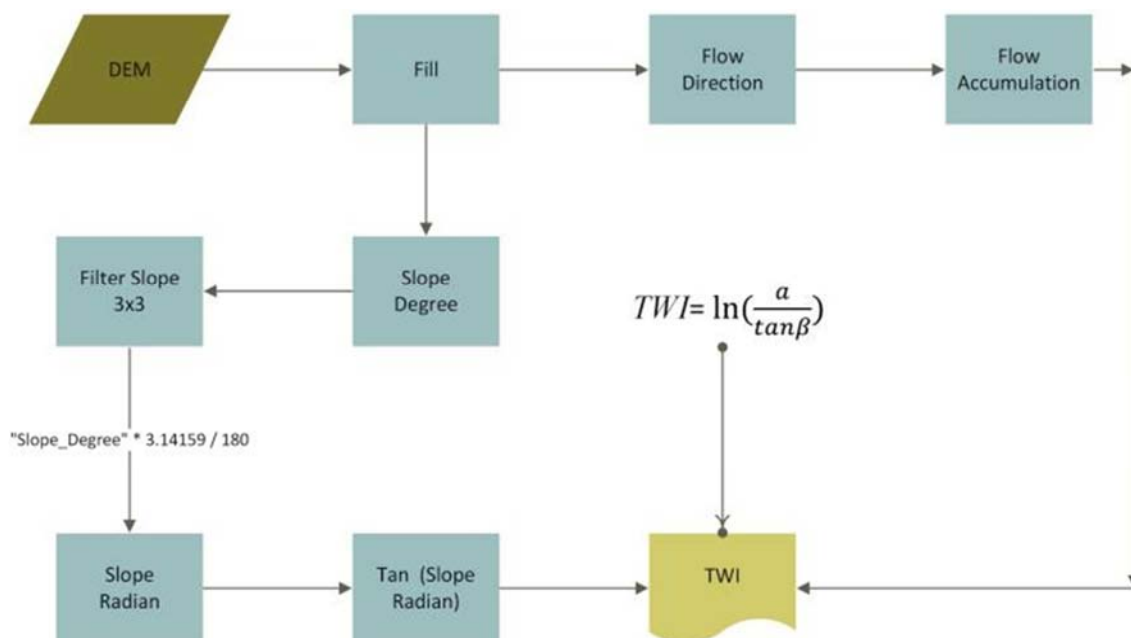 DEM
Fill
Flow
Direction
Flow
Accumulation
Filter Slope
3x3
Slope
Degree
TWI= ln(a/tanβ)
"Slope_Degree" * 3.14159 / 180
Slope
Radian
Tan (Slope
Radian)
TWI